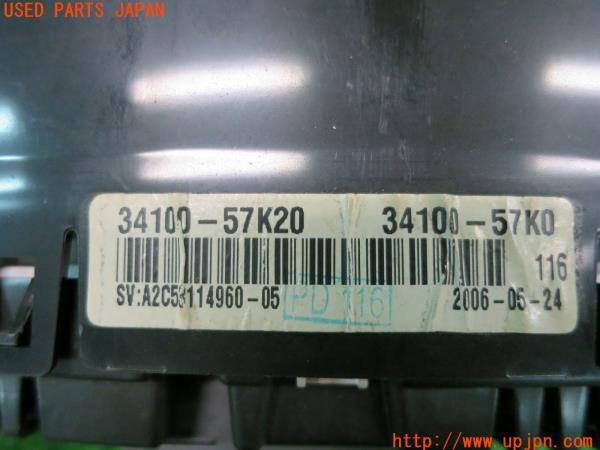 USED PARTS JAPAN
34100-57K20 34100-57K0
116
SV:A2C53114960-05 PD 116 2006-05-24
http://www.upjpn.com